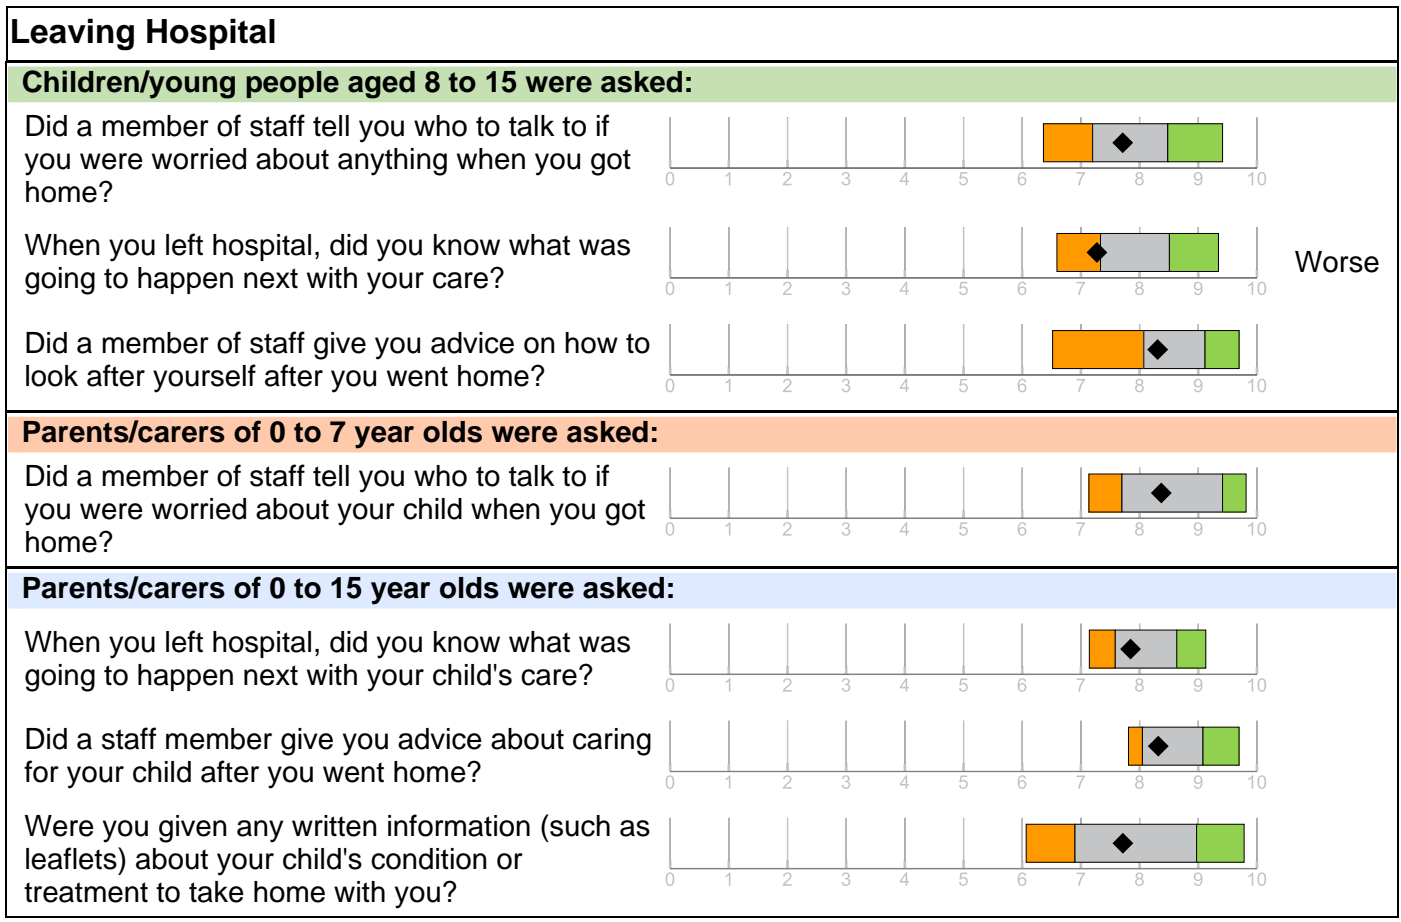 Leaving Hospital
Children/young people aged 8 to 15 were asked:
Did a member of staff tell you who to talk to if
you were worried about anything when you got
home?
0 1 2 3 4 5 6 7 8 9 10
When you left hospital, did you know what was
going to happen next with your care?
0 1 2 3 4 5 6 7 8 9 10
Worse
Did a member of staff give you advice on how to
look after yourself after you went home?
0 1 2 3 4 5 6 7 8 9 10
Parents/carers of 0 to 7 year olds were asked:
Did a member of staff tell you who to talk to if
you were worried about your child when you got
home?
0 1 2 3 4 5 6 7 8 9 10
Parents/carers of 0 to 15 year olds were asked:
When you left hospital, did you know what was
going to happen next with your child's care?
0 1 2 3 4 5 6 7 8 9 10
Did a staff member give you advice about caring
for your child after you went home?
0 1 2 3 4 5 6 7 8 9 10
Were you given any written information (such as
leaflets) about your child's condition or
treatment to take home with you?
0 1 2 3 4 5 6 7 8 9 10